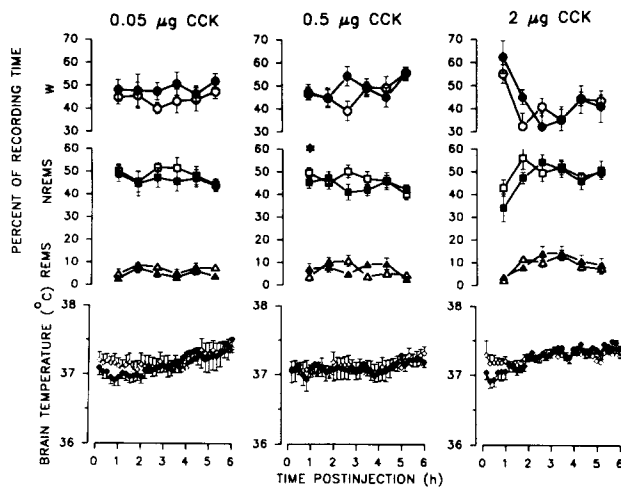 0.05 µg CCK 0.5 µg CCK 2 µg CCK
PERCENT OF RECORDING TIME
W
70 70 70
60 60 60
50 50 50
40 40 40
30 30 30
NREMS
60 60 60
50 50 50
40 40 40
30 30 30
*
REMS
20 20 20
10 10 10
0 0 0
BRAIN TEMPERATURE (°C)
38 38 38
37 37 37
36 36 36
0 1 2 3 4 5 6 0 1 2 3 4 5 6 0 1 2 3 4 5 6
TIME POSTINJECTION (h)